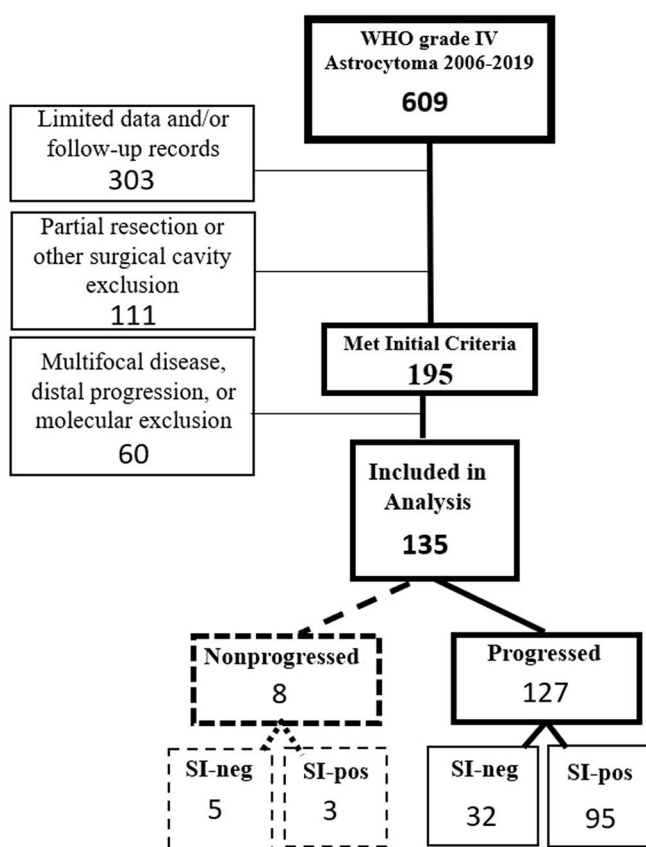 WHO grade IV
Astrocytoma 2006-2019
609
Limited data and/or
follow-up records
303
Partial resection or
other surgical cavity
exclusion
111
Met Initial Criteria
195
Multifocal disease,
distal progression, or
molecular exclusion
60
Included in
Analysis
135
Nonprogressed
8
Progressed
127
SI-neg
5
SI-pos
3
SI-neg
32
SI-pos
95